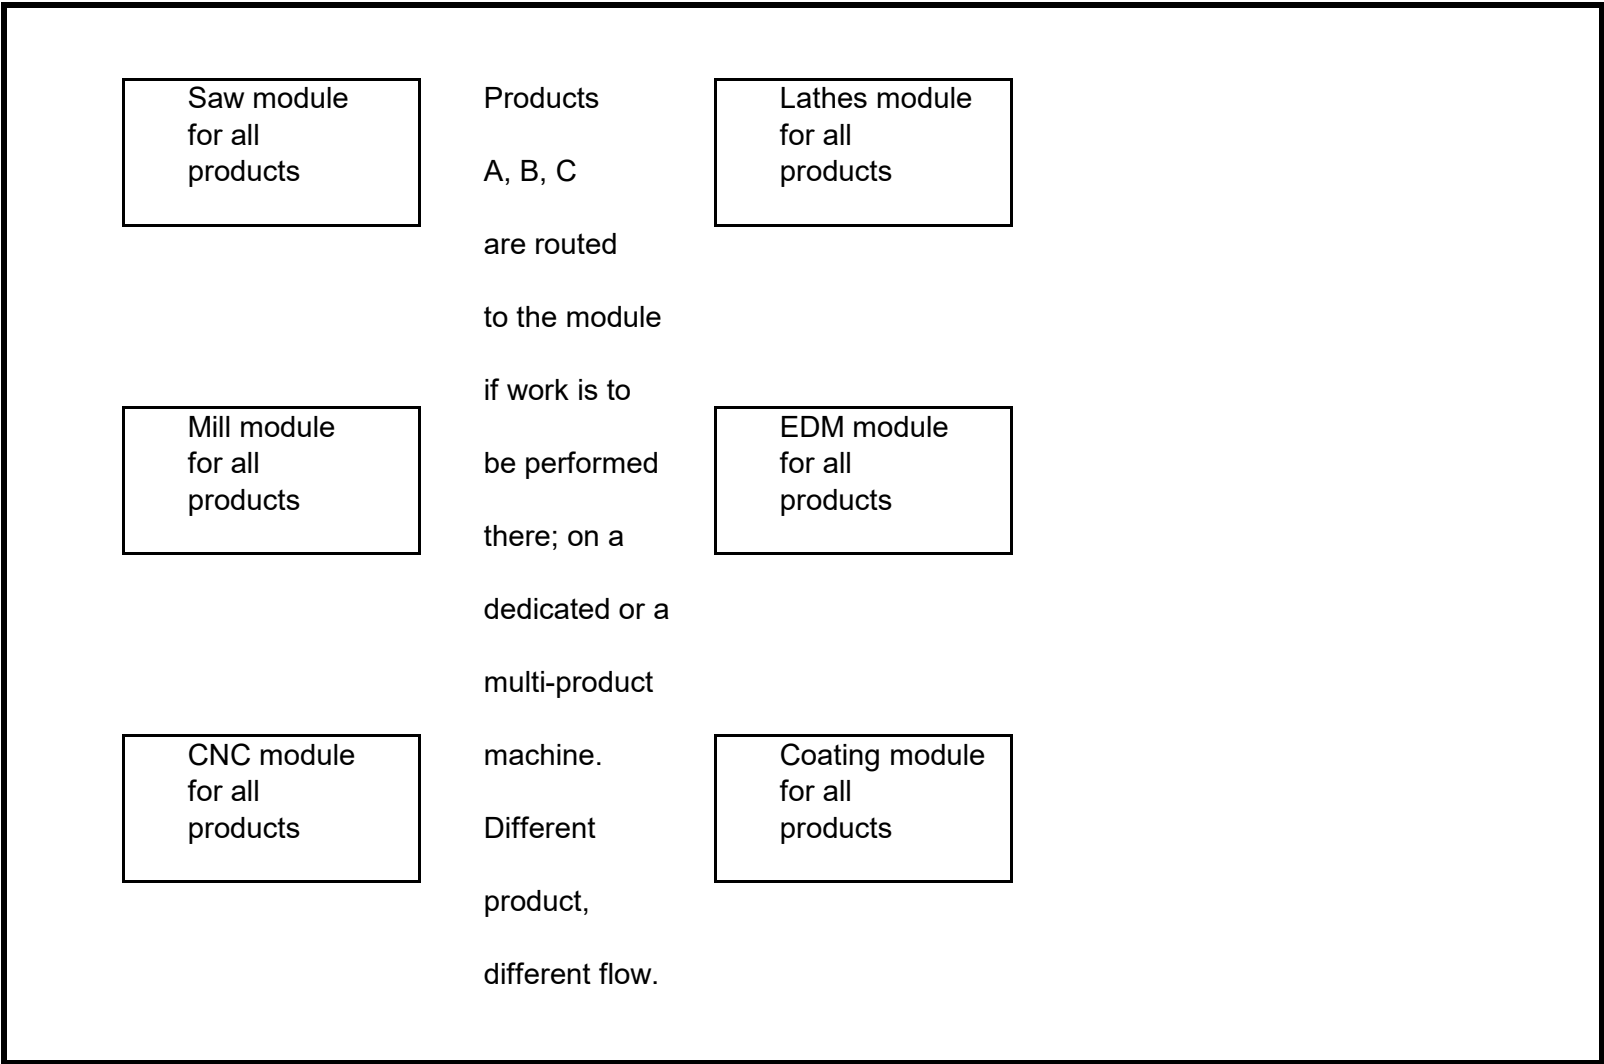 Saw module
for all
products
Products
A, B, C
are routed
to the module
if work is to
be performed
there; on a
dedicated or a
multi-product
machine.
Different
product,
different flow.
Lathes module
for all
products
Mill module
for all
products
EDM module
for all
products
CNC module
for all
products
Coating module
for all
products